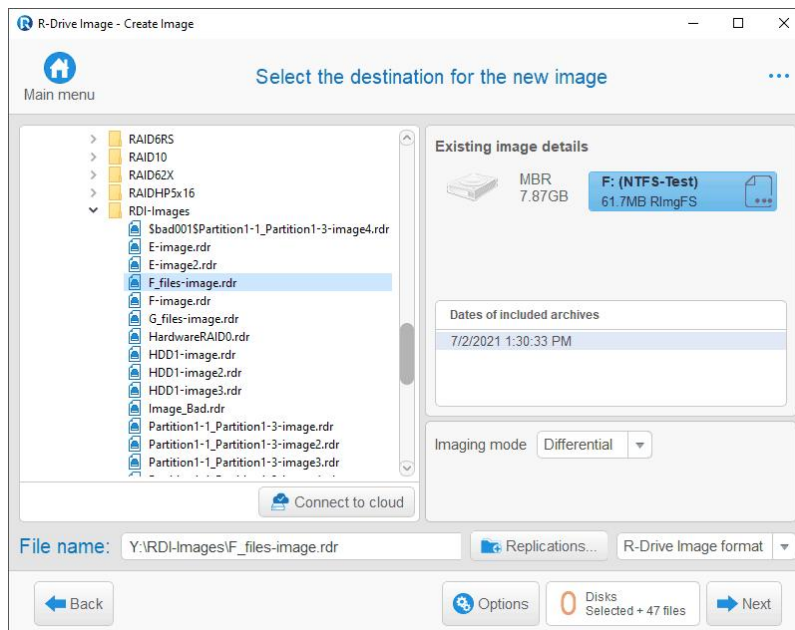 R-Drive Image - Create Image
Main menu
Select the destination for the new image
RAID6RS
RAID10
RAID62X
RAIDHP5x16
RDI-Images
$bad001$Partition1-1_Partition1-3-image4.rdr
E-image.rdr
E-image2.rdr
F_files-image.rdr
F-image.rdr
G_files-image.rdr
HardwareRAID0.rdr
HDD1-image.rdr
HDD1-image2.rdr
HDD1-image3.rdr
Image_Bad.rdr
Partition1-1_Partition1-3-image.rdr
Partition1-1_Partition1-3-image2.rdr
Partition1-1_Partition1-3-image3.rdr
Connect to cloud
Existing image details
MBR
7.87GB
F: (NTFS-Test)
61.7MB RImgFS
Dates of included archives
7/2/2021 1:30:33 PM
Imaging mode Differential
File name: Y:\RDI-Images\F_files-image.rdr Replications... R-Drive Image format
Back
Options
0 Disks
Selected + 47 files
Next